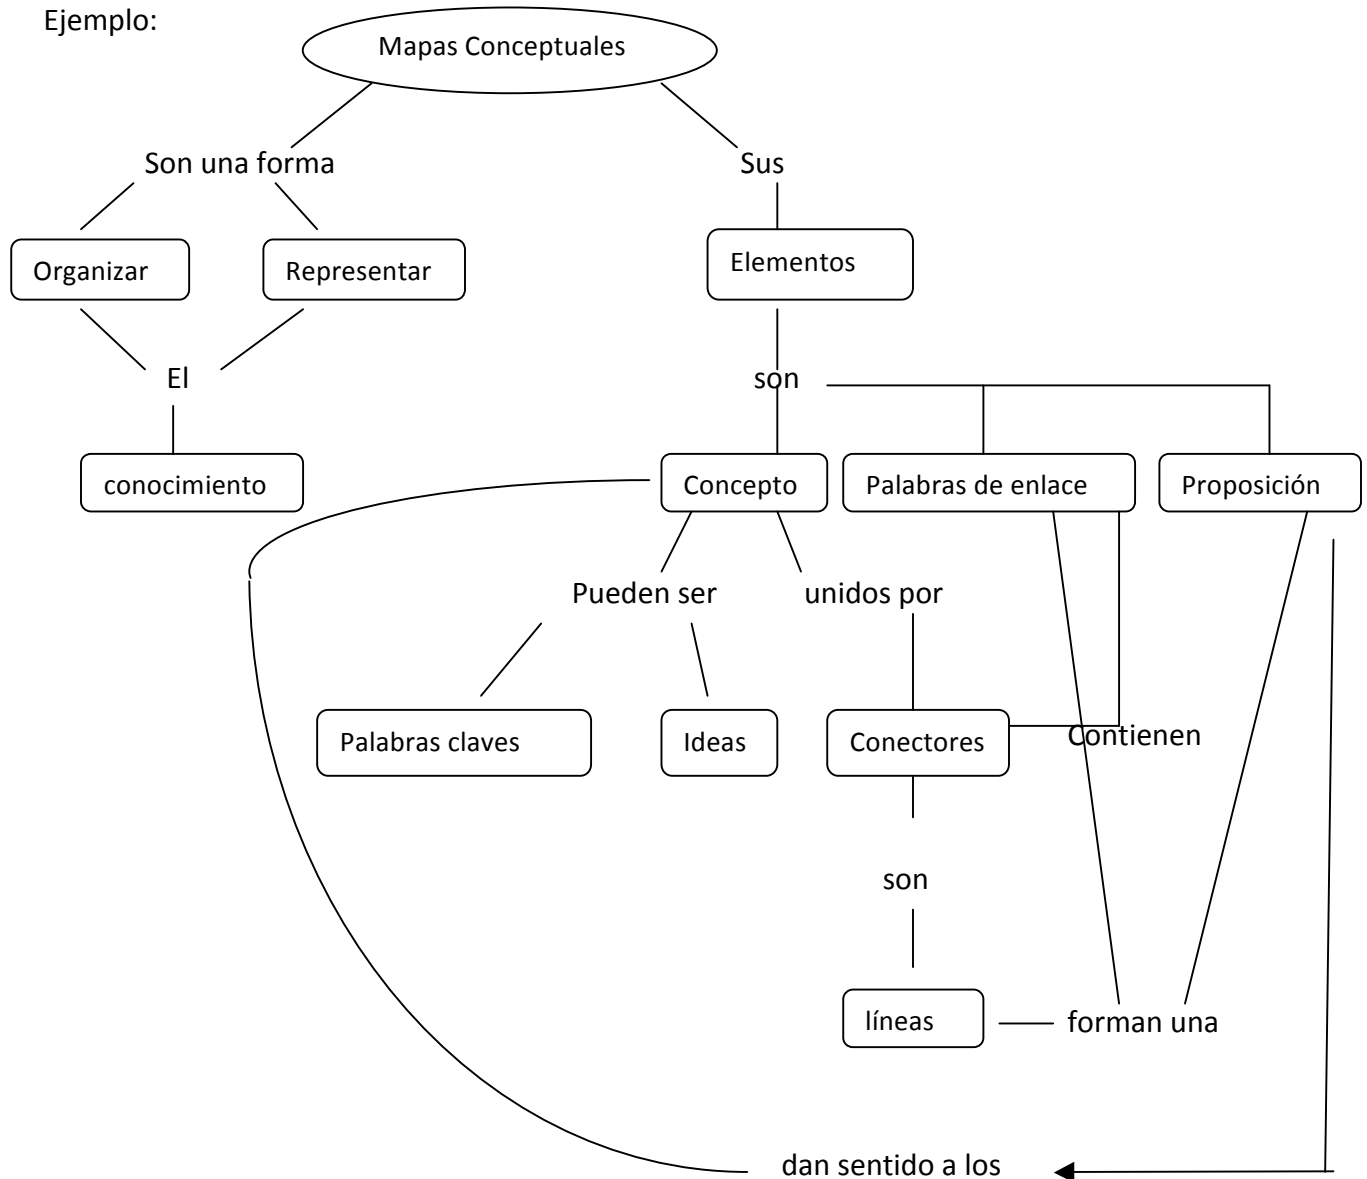 Ejemplo:
Mapas Conceptuales
Son una forma
Sus
Organizar
Representar
Elementos
El
son
conocimiento
Concepto
Palabras de enlace
Proposición
Pueden ser
unidos por
Palabras claves
Ideas
Conectores
Contienen
son
líneas
forman una
dan sentido a los